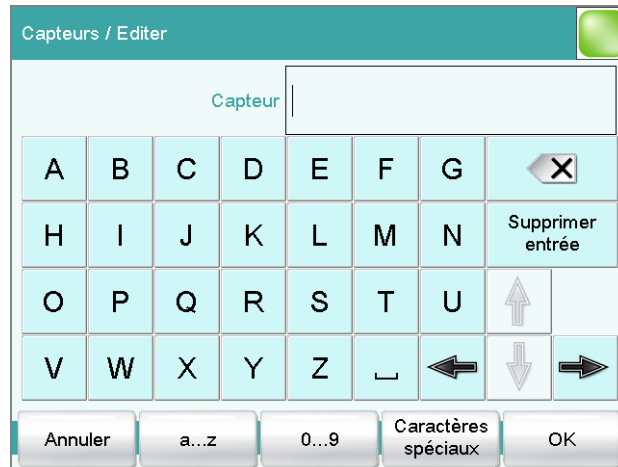 Capteurs / Editer
Capteur
A B C D E F G
H I J K L M N Supprimer entrée
O P Q R S T U
V W X Y Z
Annuler a...z 0...9 Caractères spéciaux OK